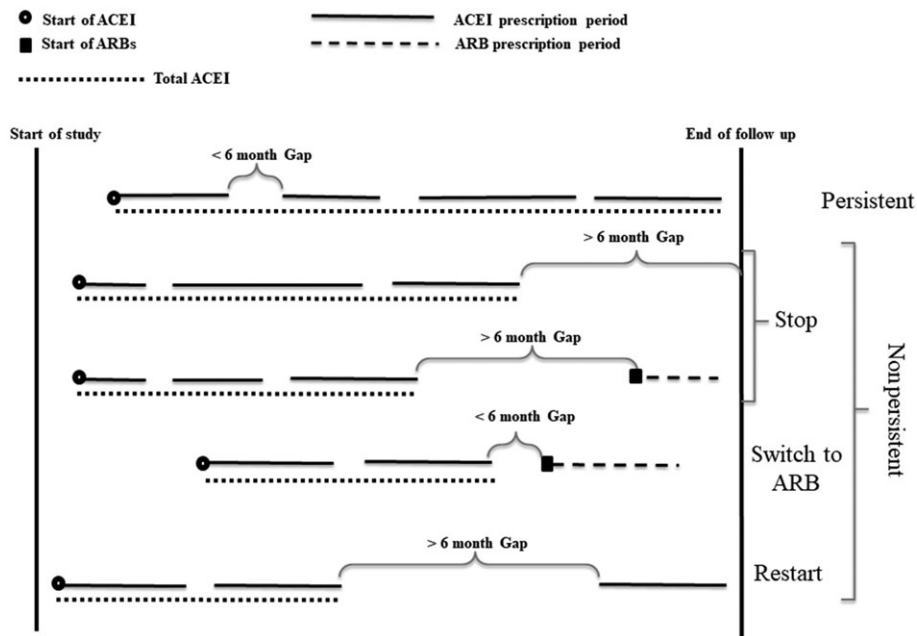 Start of ACEI
ACEI prescription period
Start of ARBs
ARB prescription period
Total ACEI
Start of study
End of follow up
< 6 month Gap
Persistent
> 6 month Gap
Stop
> 6 month Gap
Nonpersistent
< 6 month Gap
Switch to
ARB
> 6 month Gap
Restart